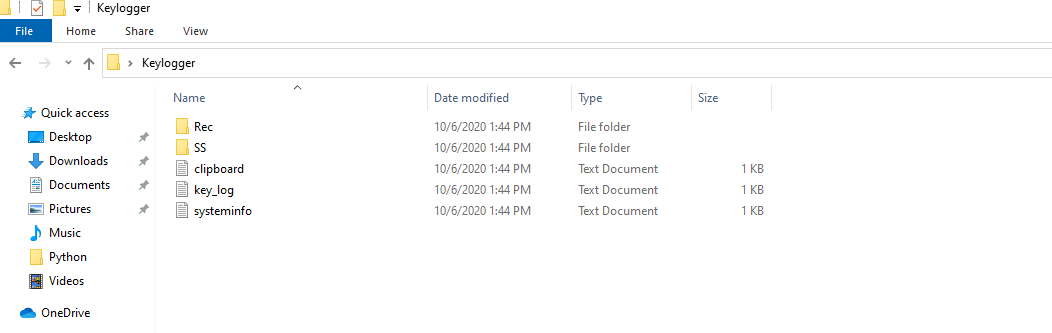 Keylogger
File Home Share View
Keylogger
Name Date modified Type Size
Quick access
Desktop
Downloads
Documents
Pictures
Music
Python
Videos
OneDrive
Rec 10/6/2020 1:44 PM File folder
SS 10/6/2020 1:44 PM File folder
clipboard 10/6/2020 1:44 PM Text Document 1 KB
key_log 10/6/2020 1:44 PM Text Document 1 KB
systeminfo 10/6/2020 1:44 PM Text Document 1 KB